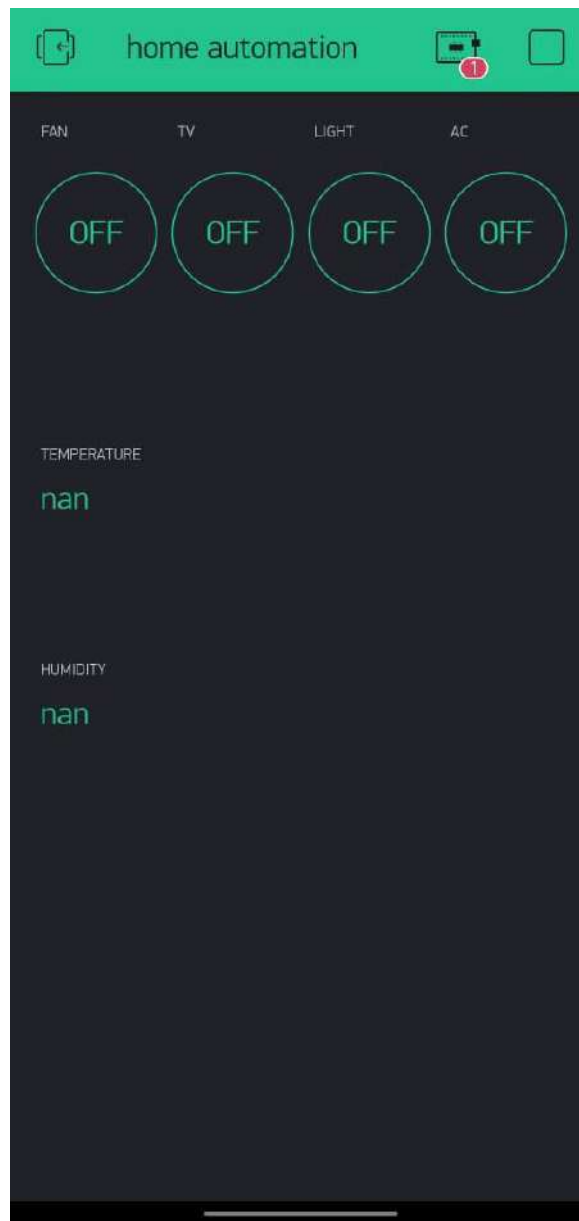 home automation
1
FAN TV LIGHT AC
OFF OFF OFF OFF
TEMPERATURE
nan
HUMIDITY
nan